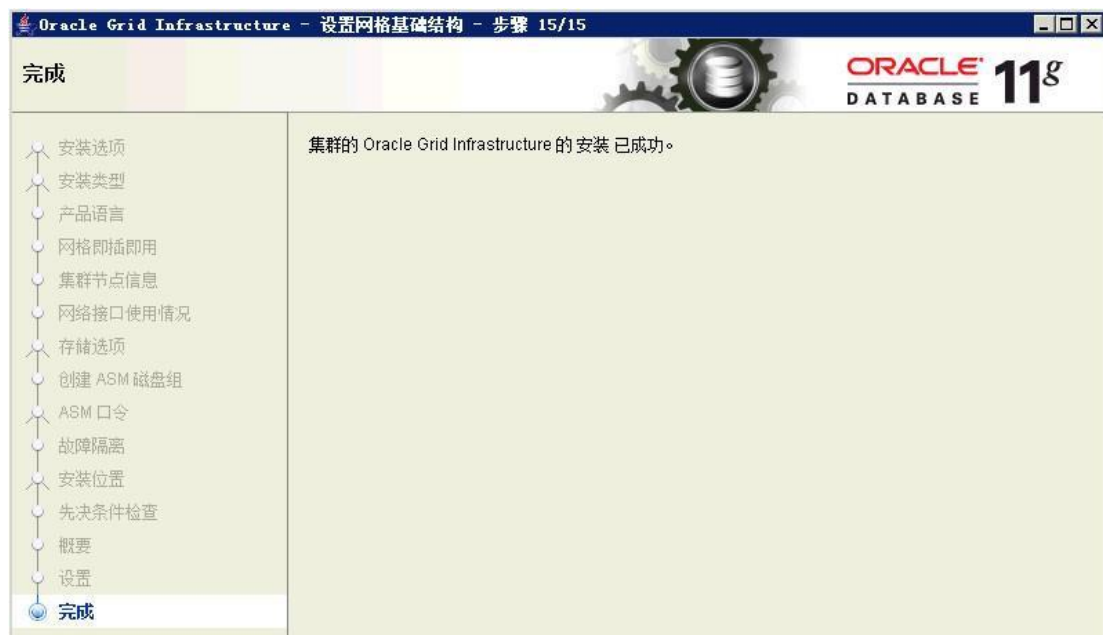 Oracle Grid Infrastructure - 设置网格基础结构 - 步骤 15/15
完成
ORACLE 11g
DATABASE
集群的 Oracle Grid Infrastructure 的 安装 已成功。
安装选项
安装类型
产品语言
网格即插即用
集群节点信息
网络接口使用情况
存储选项
创建 ASM 磁盘组
ASM 口令
故障隔离
安装位置
先决条件检查
概要
设置
完成